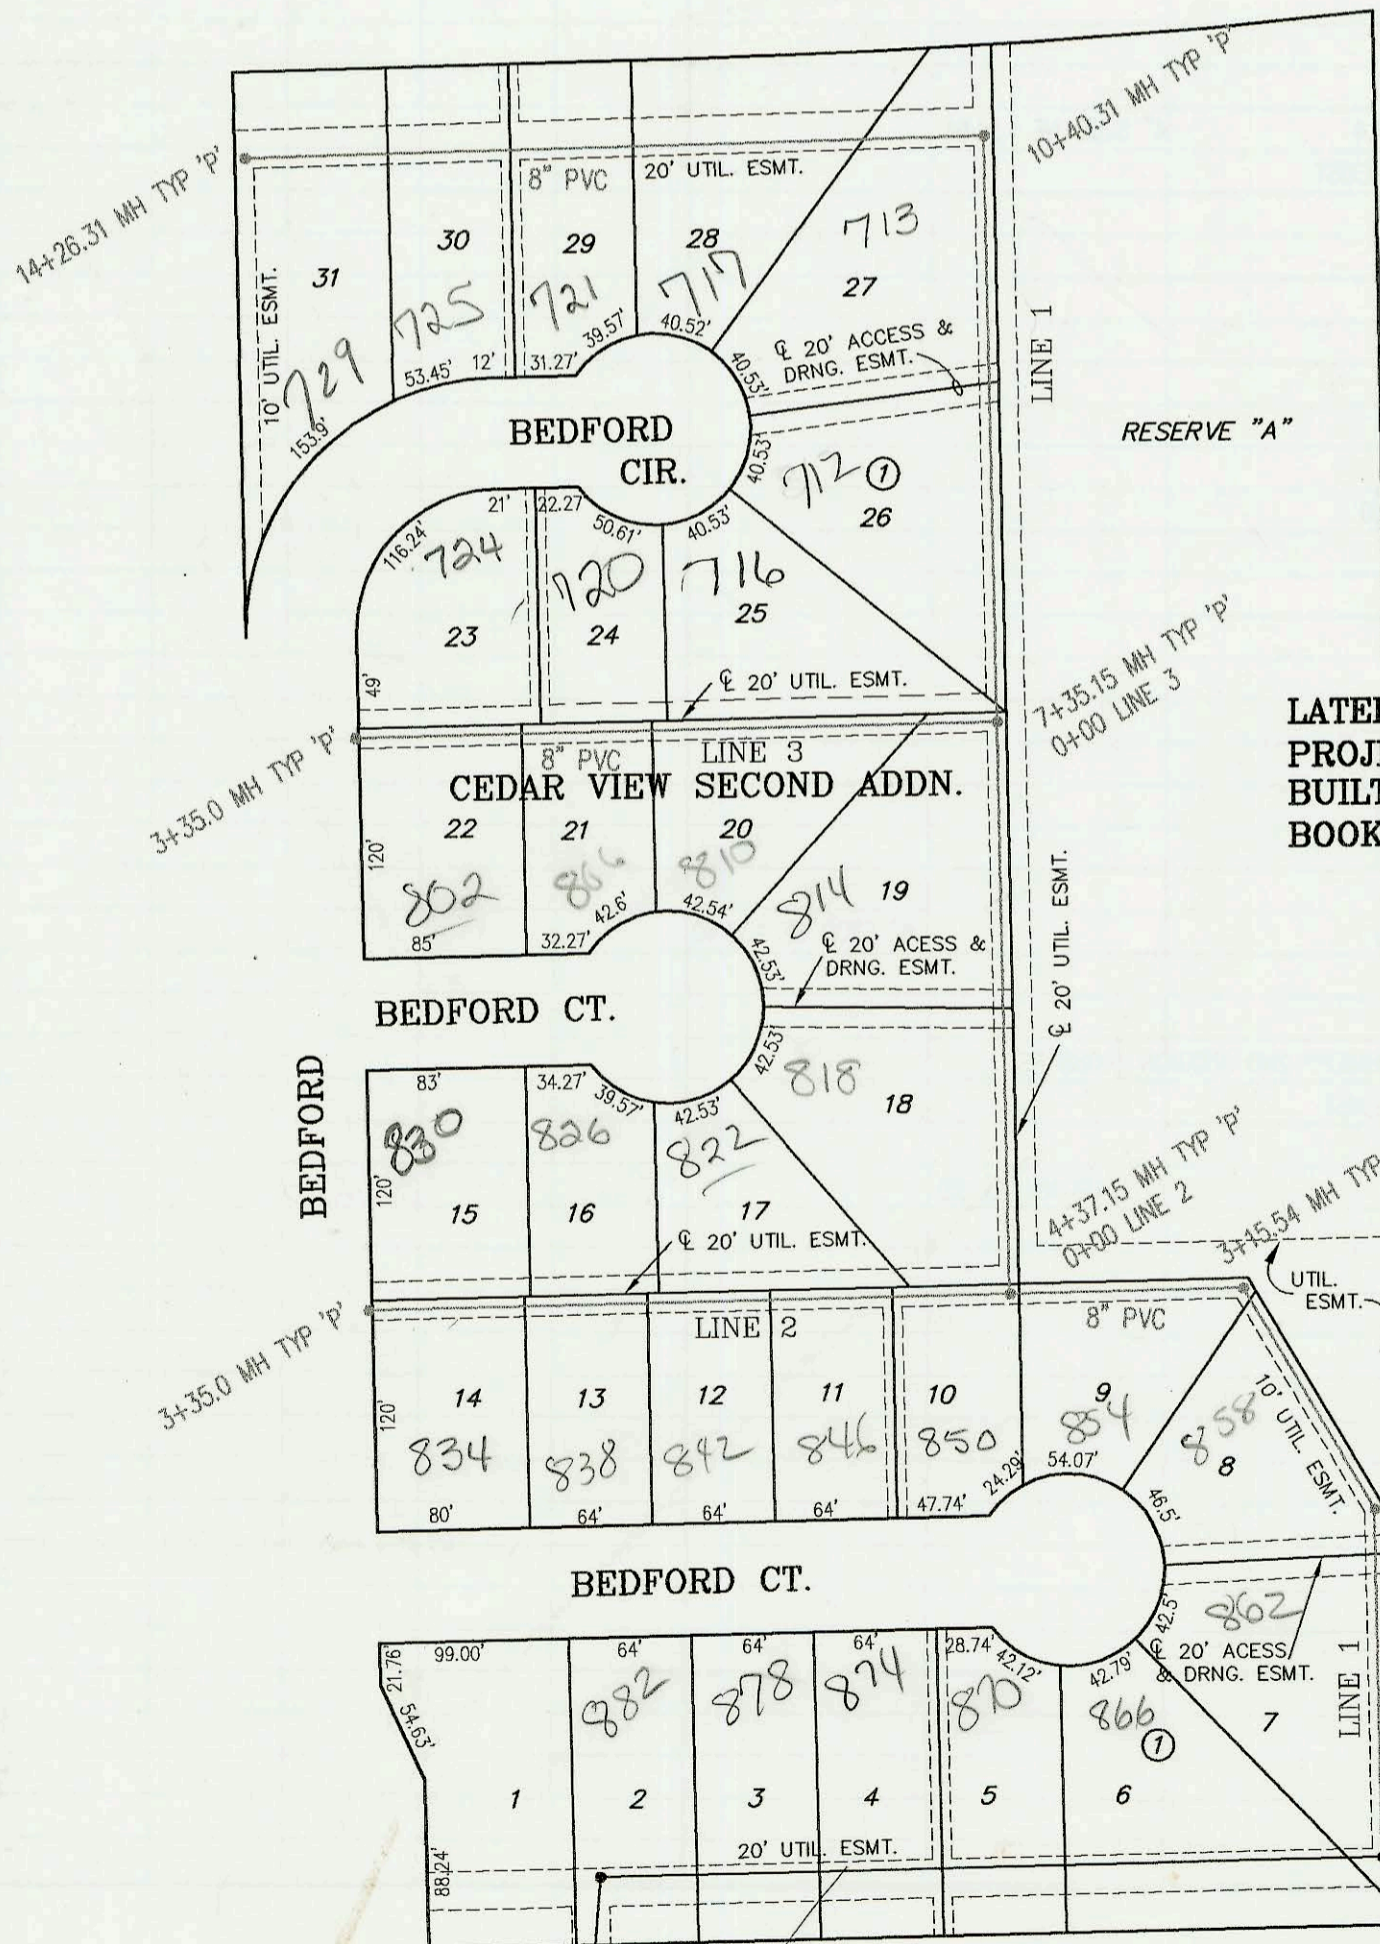 10+40.31 MH TYP 'P'
14+26.31 MH TYP 'P'
20' UTIL. ESMT.
8" PVC
10' UTIL. ESMT.
31
30
29
28
27
729
725
721
717
713
153.9'
53.45'
12'
31.27'
39.57'
40.52'
40.53'
℄ 20' ACCESS &
DRNG. ESMT.
LINE 1
RESERVE "A"
BEDFORD
CIR.
40.53'
712 ①
26
116.24'
21'
22.27
50.61'
40.53'
724
720
716
23
24
25
49'
℄ 20' UTIL. ESMT.
7+35.15 MH TYP 'P'
0+00 LINE 3
3+35.0 MH TYP 'P'
8" PVC
LINE 3
CEDAR VIEW SECOND ADDN.
22
21
20
19
120'
802
810
814
85'
32.27'
42.6'
42.54'
42.53'
℄ 20' ACESS &
DRNG. ESMT.
℄ 20' UTIL. ESMT.
BEDFORD CT.
BEDFORD
83'
34.27'
39.57'
42.53'
42.53'
830
826
822
818
120'
15
16
17
18
℄ 20' UTIL. ESMT.
4+37.15 MH TYP 'P'
0+00 LINE 2
3+15.54 MH TYP
UTIL.
ESMT.
3+35.0 MH TYP 'P'
LINE 2
8" PVC
14
13
12
11
10
9
8
120'
834
838
842
846
850
854
858
10' UTIL. ESMT.
80'
64'
64'
64'
47.74'
24.29'
54.07'
46.5'
BEDFORD CT.
862
42.5'
℄ 20' ACESS
& DRNG. ESMT.
LINE 1
21.76'
99.00'
64'
64'
64'
28.74'
42.12'
42.79'
54.63'
882
878
874
870
866
①
1
2
3
4
5
6
7
20' UTIL. ESMT.
88.24'
PROJ
BUILT
BOOK